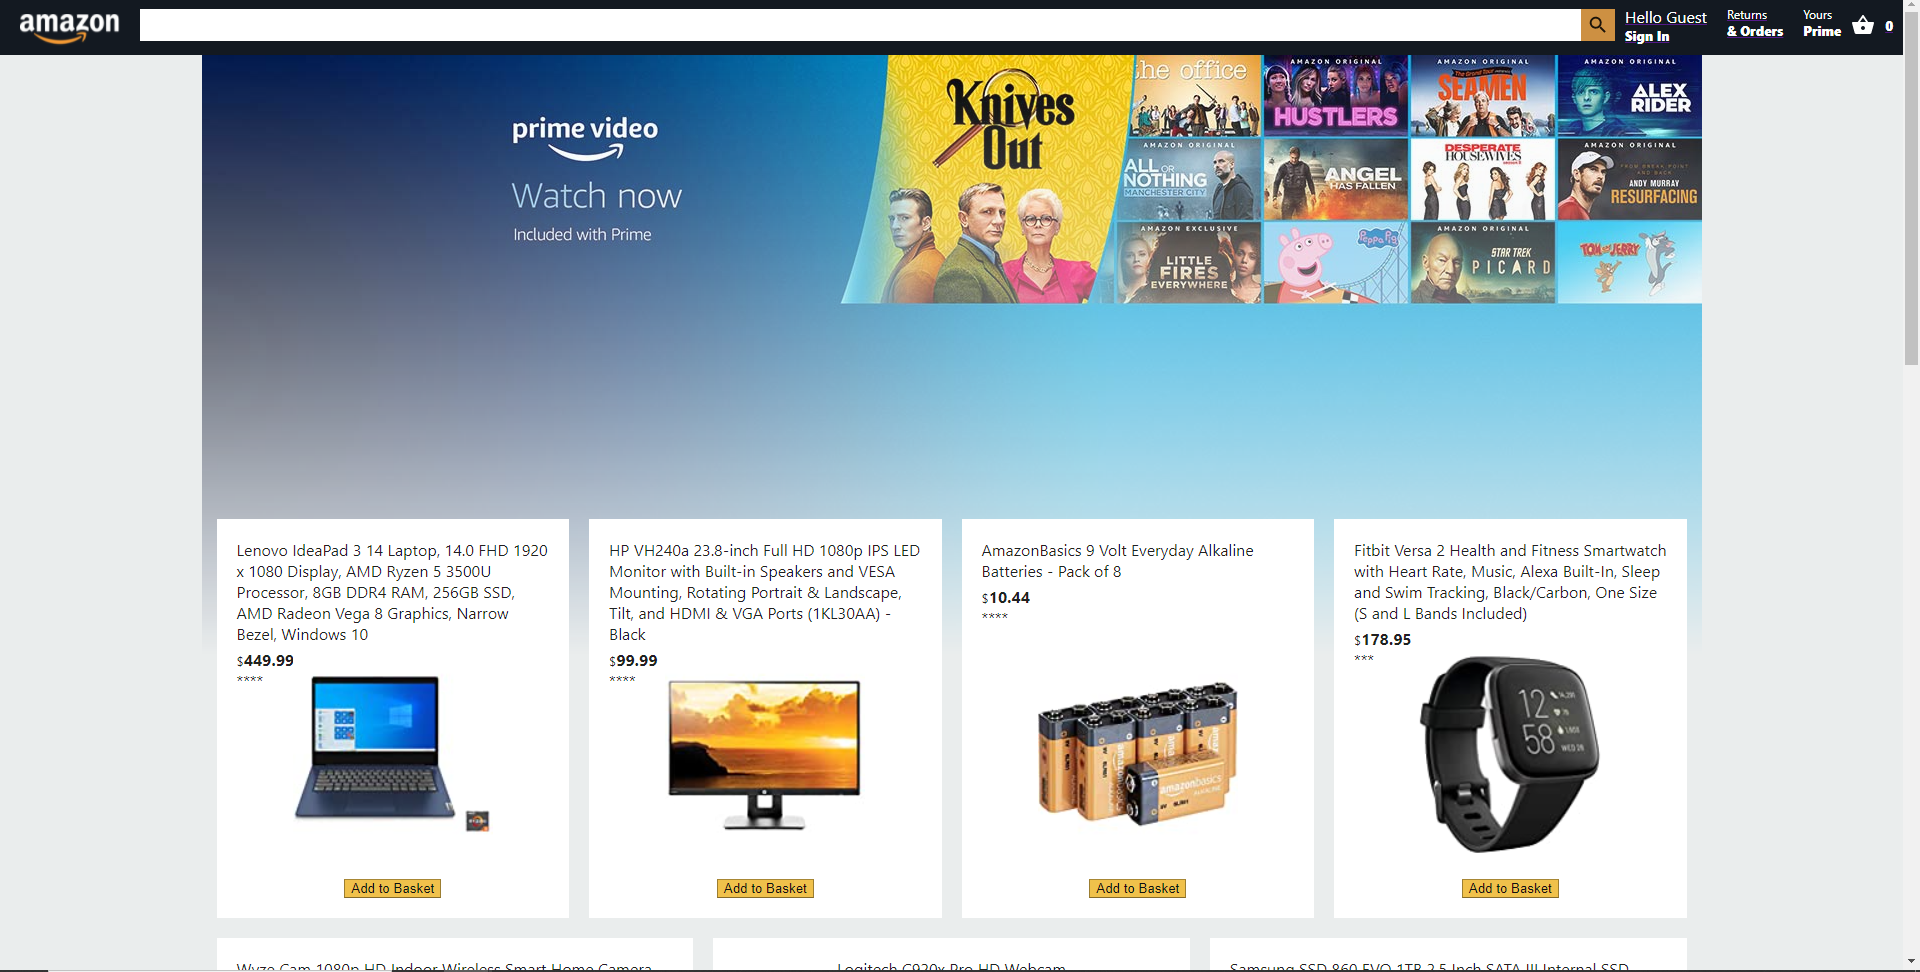 amazon
Hello Guest
Sign In
Returns
& Orders
Yours
Prime
0
prime video
Watch now
Included with Prime
Knives
Out
the office
AMAZON ORIGINAL
HUSTLERS
AMAZON ORIGINAL
The Grand Tour
SEAMEN
AMAZON ORIGINAL
ALEX
RIDER
AMAZON ORIGINAL
ALL OR
NOTHING
MANCHESTER CITY
ANGEL
HAS FALLEN
DESPERATE
HOUSEWIVES
AMAZON ORIGINAL
ANDY MURRAY
RESURFACING
AMAZON EXCLUSIVE
LITTLE
FIRES
EVERYWHERE
Peppa Pig
AMAZON ORIGINAL
STAR TREK
PICARD
TOM and JERRY
Lenovo IdeaPad 3 14 Laptop, 14.0 FHD 1920
x 1080 Display, AMD Ryzen 5 3500U
Processor, 8GB DDR4 RAM, 256GB SSD,
AMD Radeon Vega 8 Graphics, Narrow
Bezel, Windows 10
$449.99
****
Add to Basket
HP VH240a 23.8-inch Full HD 1080p IPS LED
Monitor with Built-in Speakers and VESA
Mounting, Rotating Portrait & Landscape,
Tilt, and HDMI & VGA Ports (1KL30AA) -
Black
$99.99
****
Add to Basket
AmazonBasics 9 Volt Everyday Alkaline
Batteries - Pack of 8
$10.44
****
amazonbasics
Add to Basket
Fitbit Versa 2 Health and Fitness Smartwatch
with Heart Rate, Music, Alexa Built-In, Sleep
and Swim Tracking, Black/Carbon, One Size
(S and L Bands Included)
$178.95
***
12
58
WED 28
Add to Basket
Wyze Cam 1080p HD Indoor Wireless Smart Home Camera
Logitech C920x Pro HD Webcam
Samsung SSD 860 EVO 1TB 2.5 Inch SATA III Internal SSD